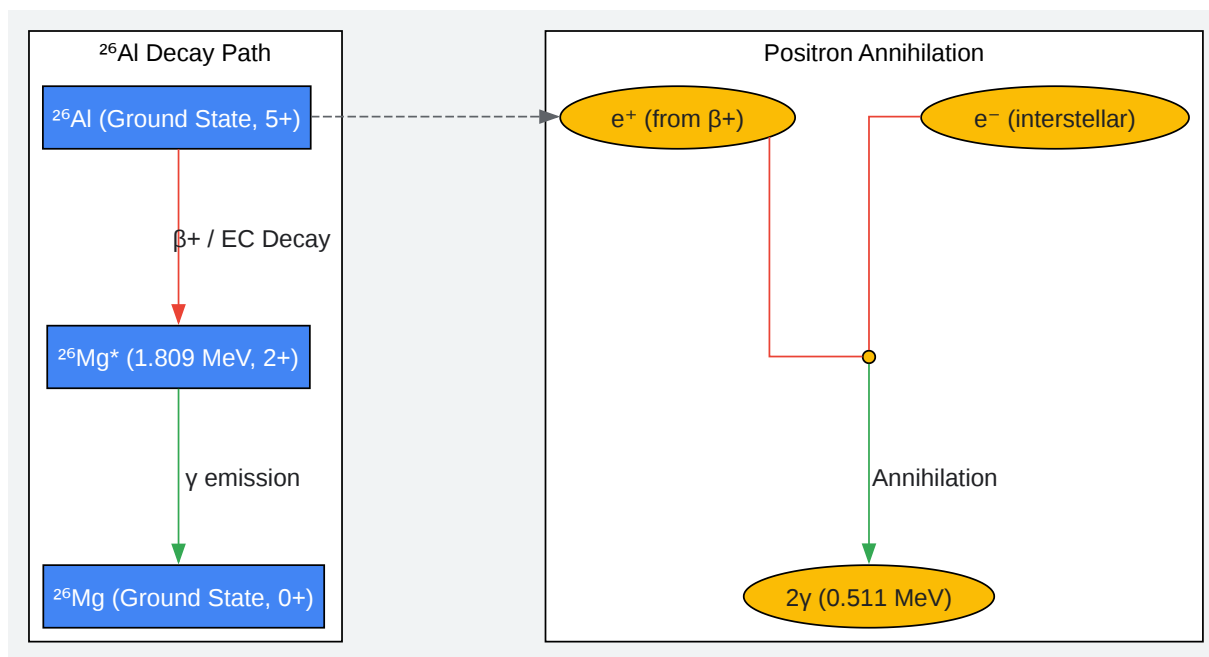 ²⁶Al Decay Path
²⁶Al (Ground State, 5+)
β+ / EC Decay
²⁶Mg* (1.809 MeV, 2+)
γ emission
²⁶Mg (Ground State, 0+)
Positron Annihilation
e⁺ (from β+)
e⁻ (interstellar)
Annihilation
2γ (0.511 MeV)